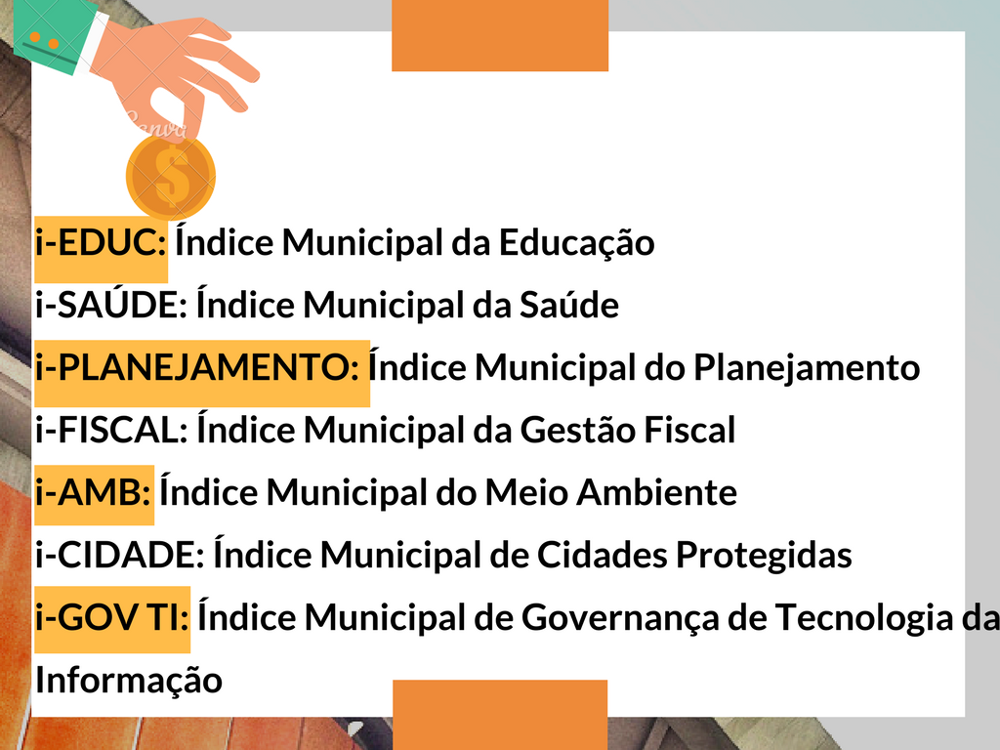 Canva
$
i-EDUC: Índice Municipal da Educação
i-SAÚDE: Índice Municipal da Saúde
i-PLANEJAMENTO: Índice Municipal do Planejamento
i-FISCAL: Índice Municipal da Gestão Fiscal
i-AMB: Índice Municipal do Meio Ambiente
i-CIDADE: Índice Municipal de Cidades Protegidas
i-GOV TI: Índice Municipal de Governança de Tecnologia da
Informação